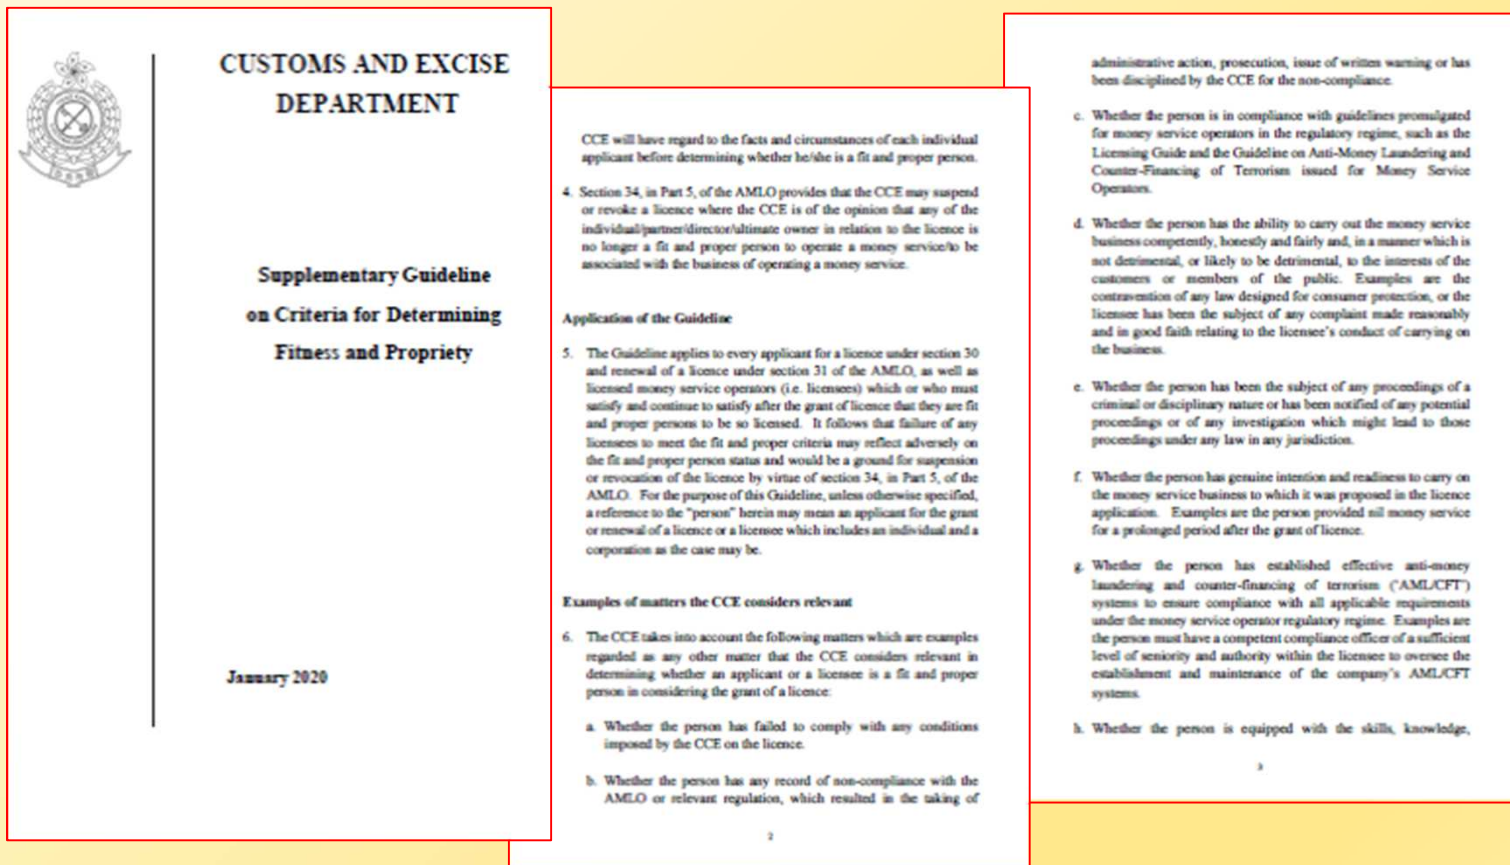 CUSTOMS AND EXCISE
DEPARTMENT
Supplementary Guideline
on Criteria for Determining
Fitness and Propriety
January 2020
CCE will have regard to the facts and circumstances of each individual
applicant before determining whether he/she is a fit and proper person.
4. Section 34, in Part 5, of the AMLO provides that the CCE may suspend
or revoke a licence where the CCE is of the opinion that any of the
individual/partner/director/ultimate owner in relation to the licence is
no longer a fit and proper person to operate a money service/to be
associated with the business of operating a money service.
Application of the Guideline
5. The Guideline applies to every applicant for a licence under section 30
and renewal of a licence under section 31 of the AMLO, as well as
licensed money service operators (i.e. licensees) which or who must
satisfy and continue to satisfy after the grant of licence that they are fit
and proper persons to be so licensed. It follows that failure of any
licensees to meet the fit and proper criteria may reflect adversely on
the fit and proper person status and would be a ground for suspension
or revocation of the licence by virtue of section 34, in Part 5, of the
AMLO. For the purpose of this Guideline, unless otherwise specified,
a reference to the "person" herein may mean an applicant for the grant
or renewal of a licence or a licensee which includes an individual and a
corporation as the case may be.
Examples of matters the CCE considers relevant
6. The CCE takes into account the following matters which are examples
regarded as any other matter that the CCE considers relevant in
determining whether an applicant or a licensee is a fit and proper
person in considering the grant of a licence:
a. Whether the person has failed to comply with any conditions
imposed by the CCE on the licence.
b. Whether the person has any record of non-compliance with the
AMLO or relevant regulation, which resulted in the taking of
2
administrative action, prosecution, issue of written warning or has
been disciplined by the CCE for the non-compliance.
c. Whether the person is in compliance with guidelines promulgated
for money service operators in the regulatory regime, such as the
Licensing Guide and the Guideline on Anti-Money Laundering and
Counter-Financing of Terrorism issued for Money Service
Operators.
d. Whether the person has the ability to carry out the money service
business competently, honestly and fairly and, in a manner which is
not detrimental, or likely to be detrimental, to the interests of the
customers or members of the public. Examples are the
contravention of any law designed for consumer protection, or the
licensee has been the subject of any complaint made reasonably
and in good faith relating to the licensee's conduct of carrying on
the business.
e. Whether the person has been the subject of any proceedings of a
criminal or disciplinary nature or has been notified of any potential
proceedings or of any investigation which might lead to those
proceedings under any law in any jurisdiction.
f. Whether the person has genuine intention and readiness to carry on
the money service business to which it was proposed in the licence
application. Examples are the person provided nil money service
for a prolonged period after the grant of licence.
g. Whether the person has established effective anti-money
laundering and counter-financing of terrorism ("AML/CFT")
systems to ensure compliance with all applicable requirements
under the money service operator regulatory regime. Examples are
the person must have a competent compliance officer of a sufficient
level of seniority and authority within the licensee to oversee the
establishment and maintenance of the company's AML/CFT
systems.
h. Whether the person is equipped with the skills, knowledge,
3